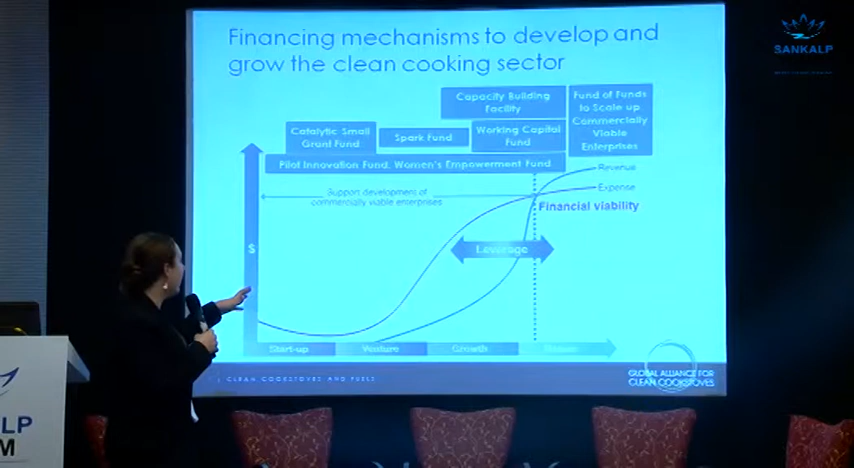 Financing mechanisms to develop and
grow the clean cooking sector
SANKALP
Capacity Building
Facility
Fund of Funds
to Scale up
Commercially
Viable
Enterprises
Catalytic Small
Grant Fund
Spark Fund
Working Capital
Fund
Pilot Innovation Fund, Women's Empowerment Fund
Revenue
Support development of
commercially viable enterprises
Expense
Financial viability
$
Leverage
Start-up
Venture
Growth
CLEAN COOKSTOVES AND FUELS
GLOBAL ALLIANCE FOR
CLEAN COOKSTOVES
LP
M